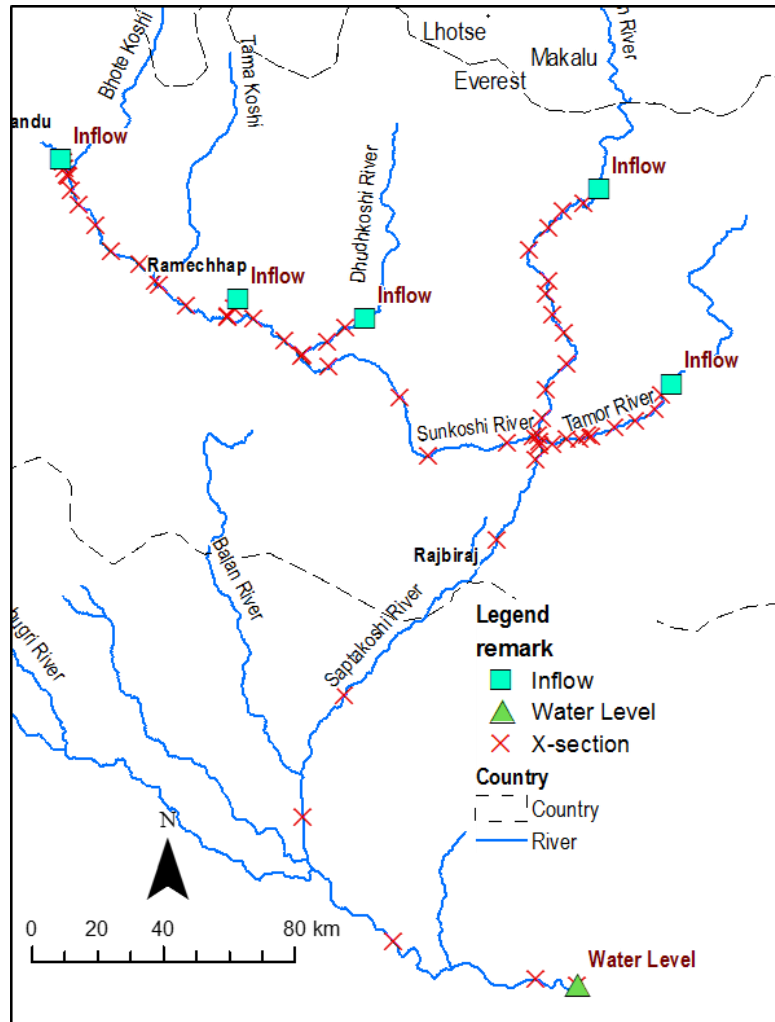 Lhotse
Makalu
Everest
n River
Bhote Koshi
Tama Koshi
andu
Inflow
Inflow
Dhudhkoshi River
Ramechhap
Inflow
Inflow
Inflow
Sunkoshi River
Tamor River
Balan River
Rajbiraj
Saptakoshi River
ugri River
Legend
remark
Inflow
Water Level
X-section
Country
Country
River
N
0 20 40 80 km
Water Level